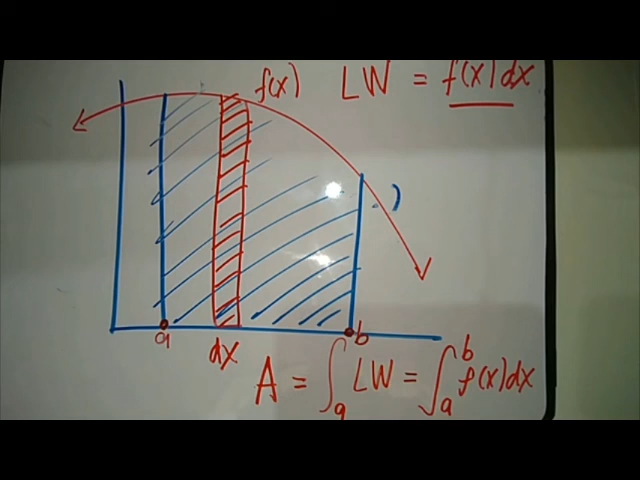 f(x) LW = f(x)dx
)
a b
dx
A = ∫a LW = ∫a^b f(x)dx